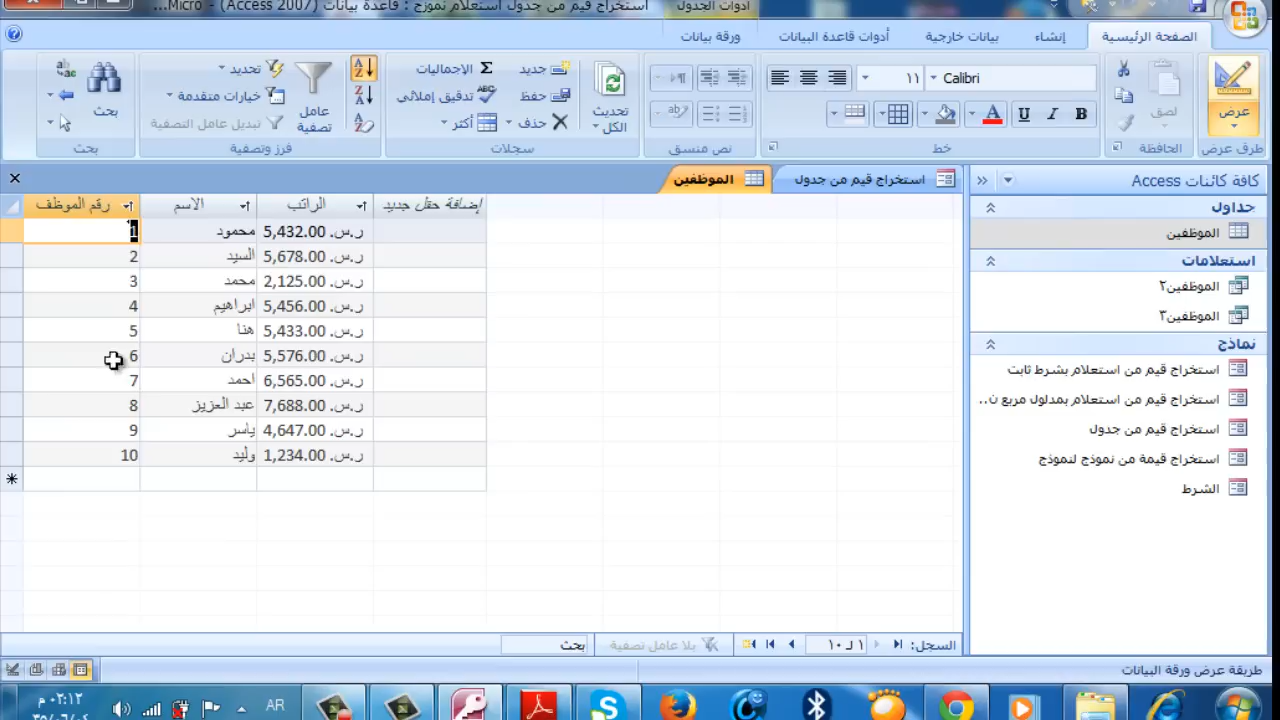 استخراج قيم من جدول استعلام نموزج : قاعدة بيانات (Access 2007) - Micro...
أدوات الجدول
الصفحة الرئيسية
إنشاء
بيانات خارجية
أدوات قاعدة البيانات
ورقة بيانات
عرض
طرق عرض
لصق
الحافظة
Calibri
١١
B I U A
خط
نص منسق
تحديث
الكل
جديد
حفظ
حذف
الإجماليات
تدقيق إملائي
أكثر
سجلات
عامل
تصفية
تحديد
خيارات متقدمة
تبديل عامل التصفية
فرز وتصفية
بحث
بحث
كافة كائنات Access
جداول
الموظفين
استعلامات
الموظفين٢
الموظفين٣
نماذج
استخراج قيم من استعلام بشرط ثابت
استخراج قيم من استعلام بمدلول مربع ن..
استخراج قيم من جدول
استخراج قيمة من نموذج لنموذج
الشرط
استخراج قيم من جدول
الموظفين
رقم الموظف الاسم الراتب إضافة حقل جديد
1 محمود ر.س. 5,432.00
2 السيد ر.س. 5,678.00
3 محمد ر.س. 2,125.00
4 ابراهيم ر.س. 5,456.00
5 هنا ر.س. 5,433.00
6 بدران ر.س. 5,576.00
7 احمد ر.س. 6,565.00
8 عبد العزيز ر.س. 7,688.00
9 ياسر ر.س. 4,647.00
10 وليد ر.س. 1,234.00
السجل: ١ لـ ١٠
بلا عامل تصفية
بحث
طريقة عرض ورقة البيانات
AR
٠٢:١٢ م